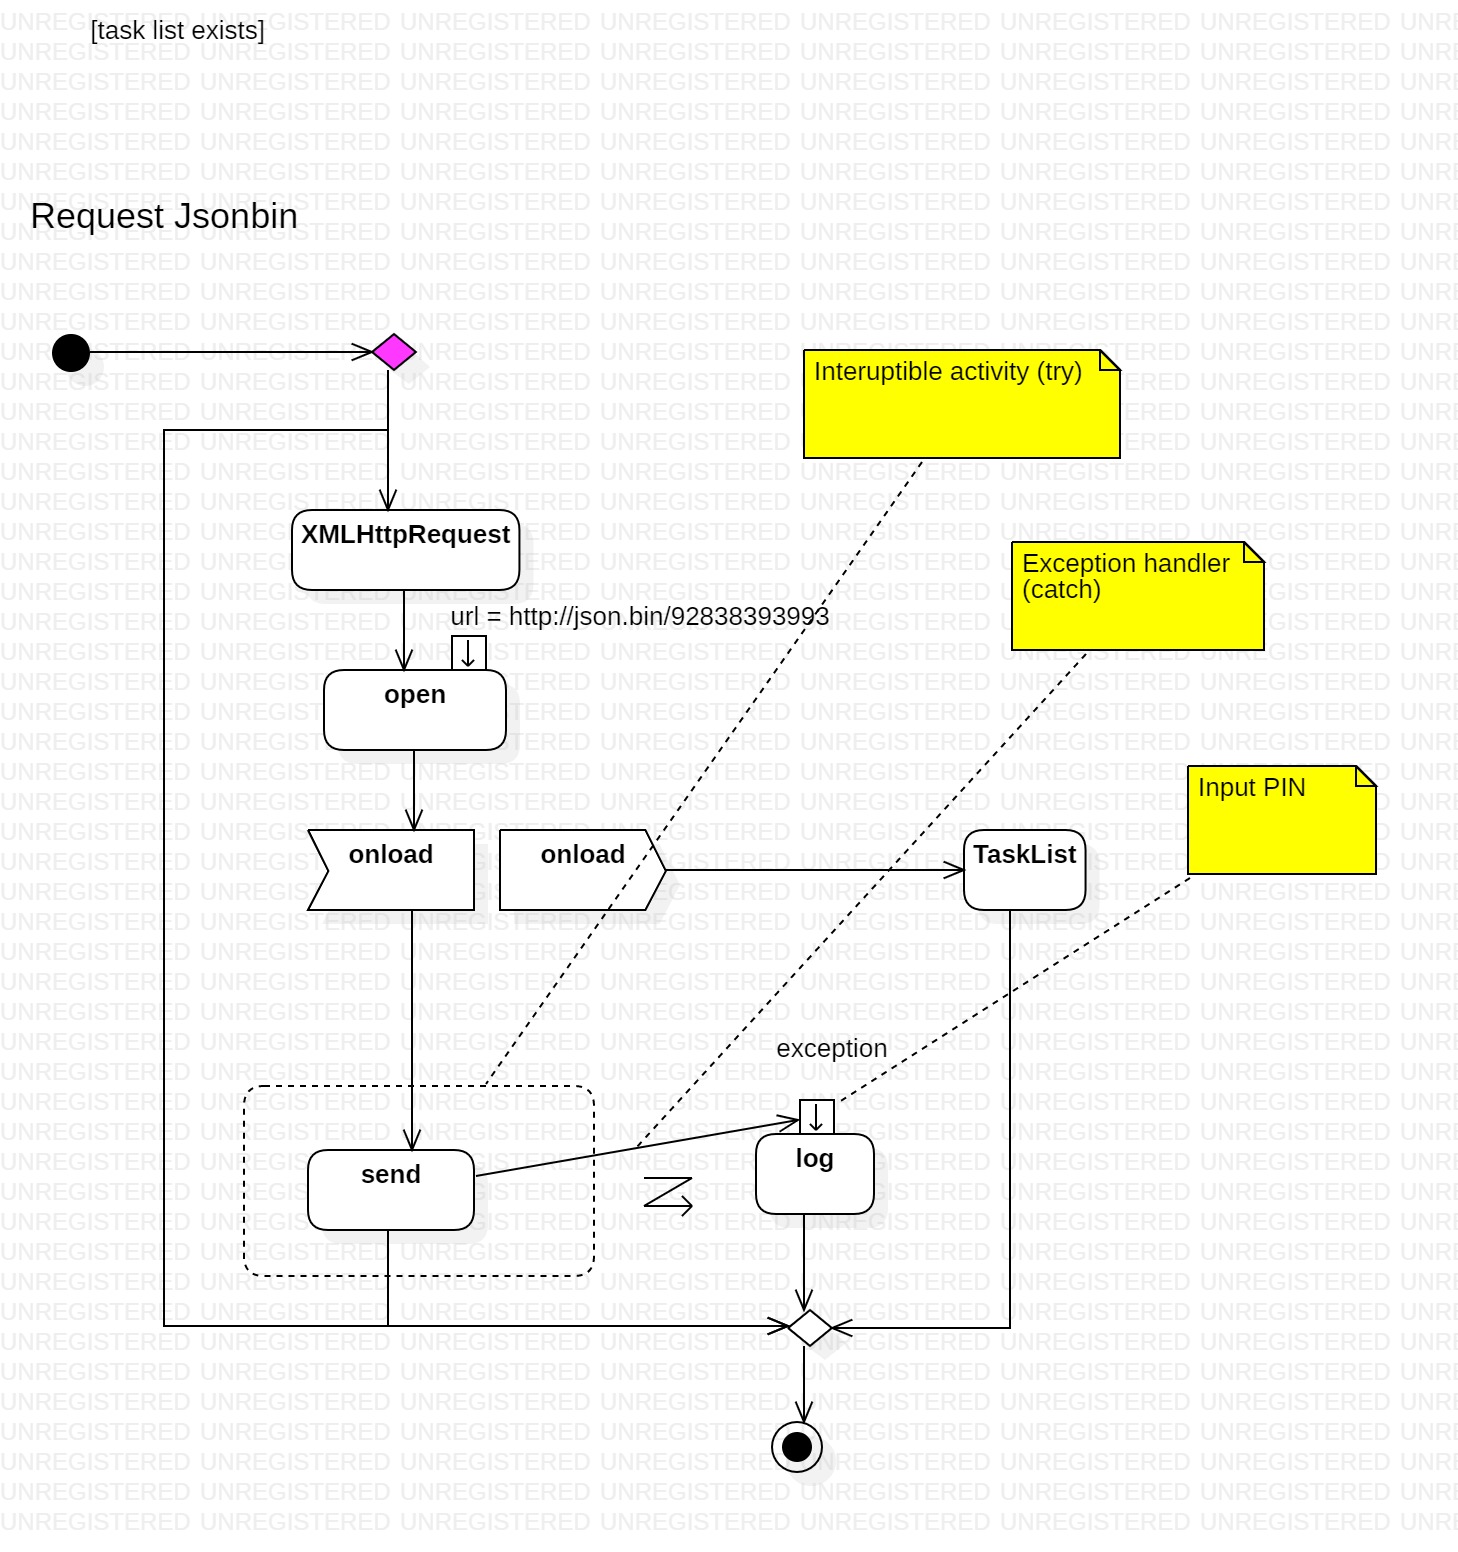 [task list exists]
Request Jsonbin
Interuptible activity (try)
XMLHttpRequest
Exception handler
(catch)
url = http://json.bin/92838393993
open
Input PIN
onload
onload
TaskList
exception
send
log
UNREGISTERED